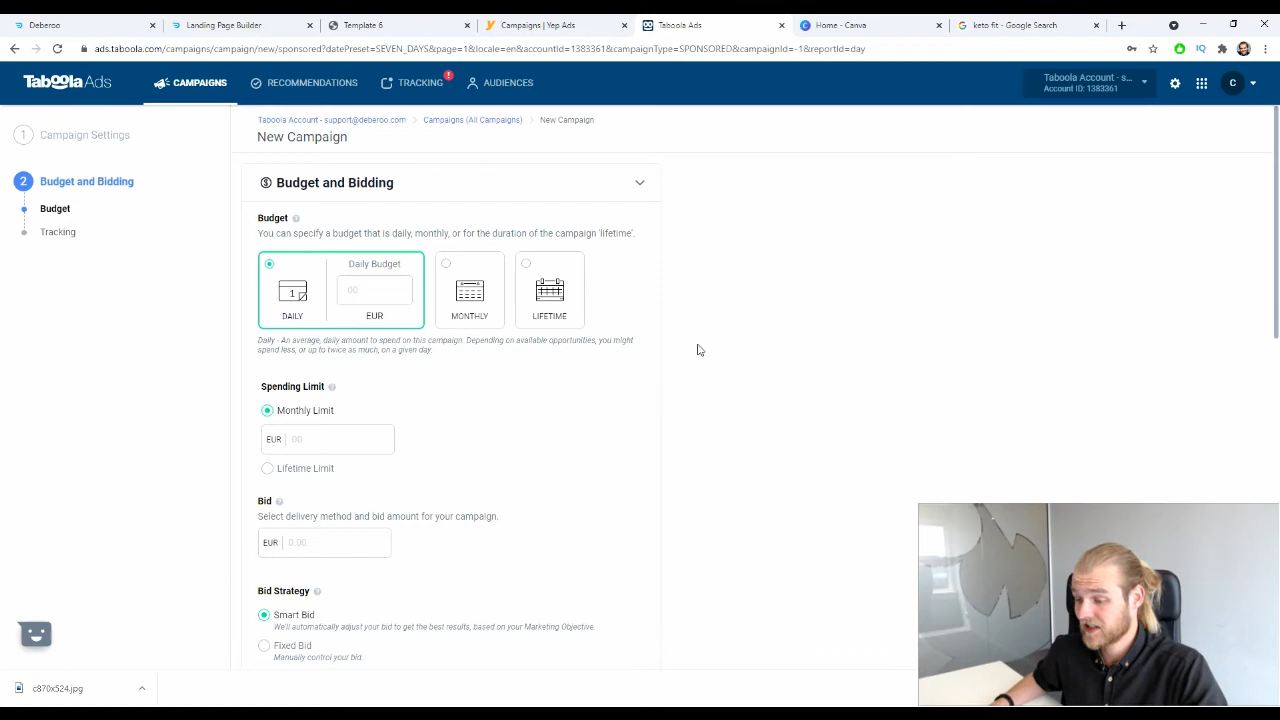 Deberoo
Landing Page Builder
Template 6
Campaigns | Yep Ads
Taboola Ads
Home - Canva
keto fit - Google Search
ads.taboola.com/campaigns/campaign/new/sponsored?datePreset=SEVEN_DAYS&page=1&locale=en&accountId=1383361&campaignType=SPONSORED&campaignId=-1&reportId=day
IQ
Taboola Ads
CAMPAIGNS
RECOMMENDATIONS
TRACKING
!
AUDIENCES
Taboola Account - s...
Account ID: 1383361
C
1 Campaign Settings
2 Budget and Bidding
Budget
Tracking
Taboola Account - support@deberoo.com
Campaigns (All Campaigns)
New Campaign
New Campaign
Budget and Bidding
Budget
You can specify a budget that is daily, monthly, or for the duration of the campaign 'lifetime'.
Daily Budget
1
00
DAILY
EUR
MONTHLY
LIFETIME
Daily - An average, daily amount to spend on this campaign. Depending on available opportunities, you might
spend less, or up to twice as much, on a given day.
Spending Limit
Monthly Limit
EUR 00
Lifetime Limit
Bid
Select delivery method and bid amount for your campaign.
EUR 0.00
Bid Strategy
Smart Bid
We'll automatically adjust your bid to get the best results, based on your Marketing Objective.
Fixed Bid
Manually control your bid.
c870x524.jpg